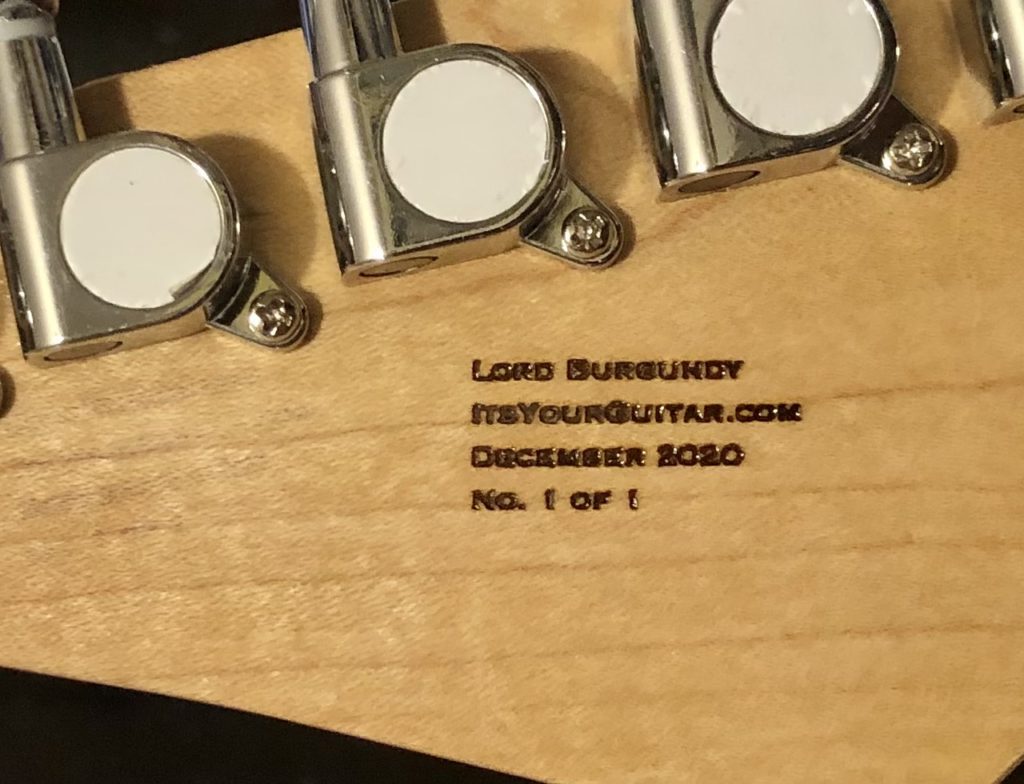 Lord Burgundy
ItsYourGuitar.com
December 2020
No. 1 of 1